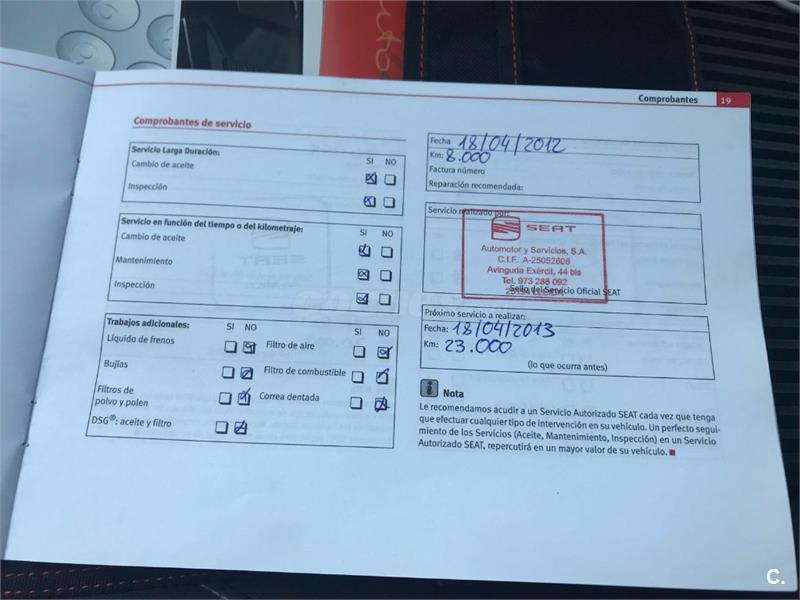 Comprobantes 19
Comprobantes de servicio
Servicio Larga Duración:
SI NO
Cambio de aceite
Inspección
Servicio en función del tiempo o del kilometraje:
SI NO
Cambio de aceite
Mantenimiento
Inspección
Trabajos adicionales:
SI NO
SI NO
Líquido de frenos
Filtro de aire
Bujías
Filtro de combustible
Filtros de
polvo y polen
Correa dentada
DSG®: aceite y filtro
Fecha 18/04/2012
Km: 8.000
Factura número
Reparación recomendada:
Servicio realizado por:
SEAT
Automotor y Servicios, S.A.
C.I.F. A-25052606
Avinguda Exércit, 44 bis
Tel. 973 288 092
Sello del Servicio Oficial SEAT
Próximo servicio a realizar:
Fecha: 18/04/2013
Km: 23.000
(lo que ocurra antes)
Nota
Le recomendamos acudir a un Servicio Autorizado SEAT cada vez que tenga
que efectuar cualquier tipo de intervención en su vehículo. Un perfecto segui-
miento de los Servicios (Aceite, Mantenimiento, Inspección) en un Servicio
Autorizado SEAT, repercutirá en un mayor valor de su vehículo.
C.